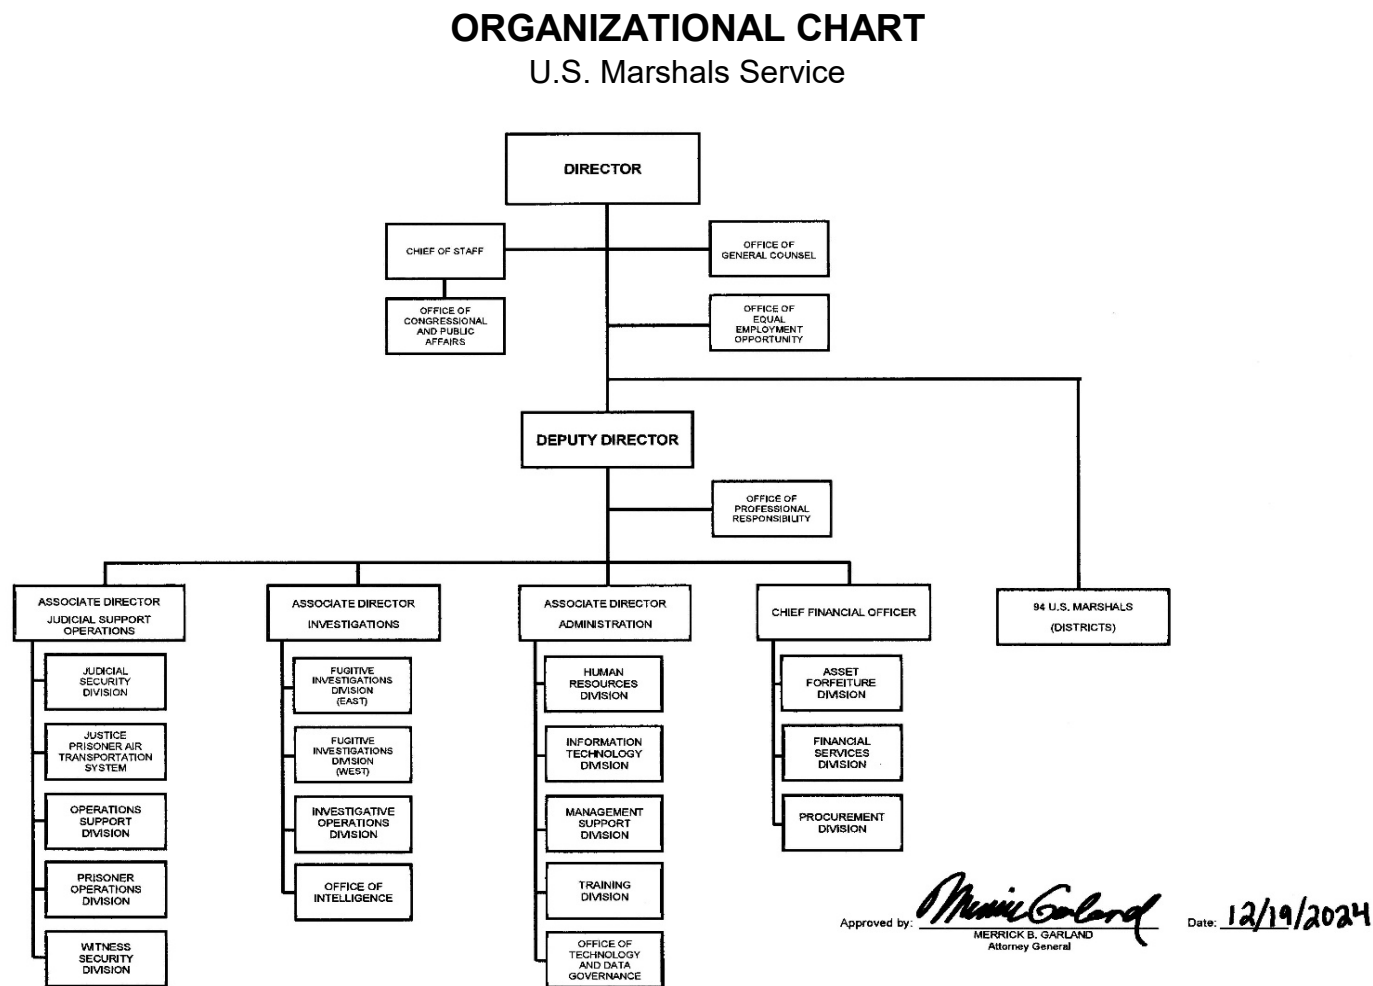 ORGANIZATIONAL CHART
U.S. Marshals Service
DIRECTOR
CHIEF OF STAFF
OFFICE OF
GENERAL COUNSEL
OFFICE OF
CONGRESSIONAL
AND PUBLIC
AFFAIRS
OFFICE OF
EQUAL
EMPLOYMENT
OPPORTUNITY
DEPUTY DIRECTOR
OFFICE OF
PROFESSIONAL
RESPONSIBILITY
ASSOCIATE DIRECTOR
JUDICIAL SUPPORT
OPERATIONS
JUDICIAL
SECURITY
DIVISION
JUSTICE
PRISONER AIR
TRANSPORTATION
SYSTEM
OPERATIONS
SUPPORT
DIVISION
PRISONER
OPERATIONS
DIVISION
WITNESS
SECURITY
DIVISION
ASSOCIATE DIRECTOR
INVESTIGATIONS
FUGITIVE
INVESTIGATIONS
DIVISION
(EAST)
FUGITIVE
INVESTIGATIONS
DIVISION
(WEST)
INVESTIGATIVE
OPERATIONS
DIVISION
OFFICE OF
INTELLIGENCE
ASSOCIATE DIRECTOR
ADMINISTRATION
HUMAN
RESOURCES
DIVISION
INFORMATION
TECHNOLOGY
DIVISION
MANAGEMENT
SUPPORT
DIVISION
TRAINING
DIVISION
OFFICE OF
TECHNOLOGY
AND DATA
GOVERNANCE
CHIEF FINANCIAL OFFICER
ASSET
FORFEITURE
DIVISION
FINANCIAL
SERVICES
DIVISION
PROCUREMENT
DIVISION
94 U.S. MARSHALS
(DISTRICTS)
Approved by: Merrick Garland
MERRICK B. GARLAND
Attorney General
Date: 12/19/2024